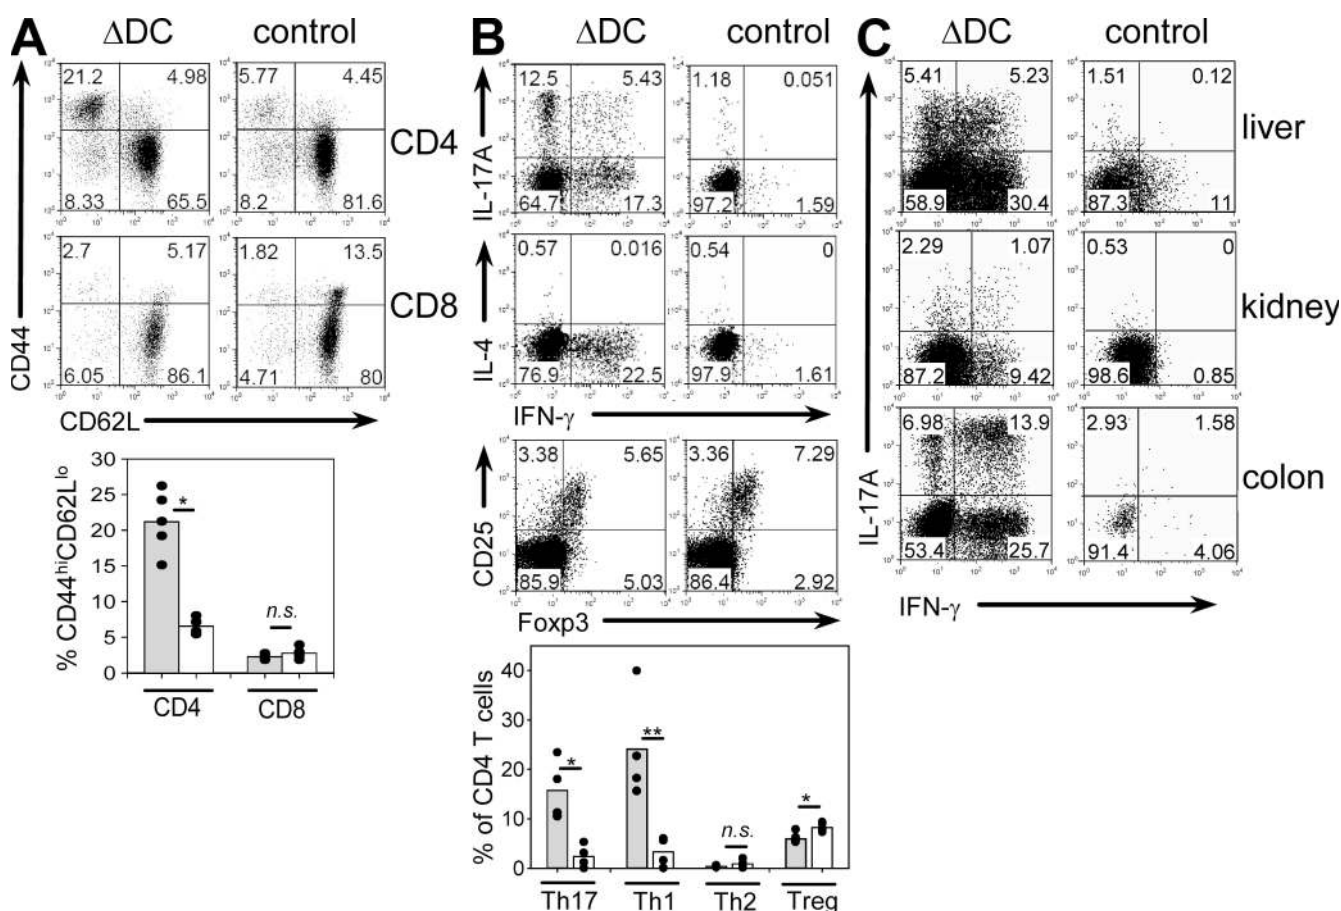 A ΔDC control
CD44
21.2 4.98 5.77 4.45
CD4
8.33 65.5 8.2 81.6
2.7 5.17 1.82 13.5
CD8
6.05 86.1 4.71 80
CD62L
% CD44hiCD62Llo
30
25
20
15
10
5
0
*
n.s.
CD4 CD8
B ΔDC control
IL-17A
12.5 5.43 1.18 0.051
64.7 17.3 97.2 1.59
IL-4
0.57 0.016 0.54 0
76.9 22.5 97.9 1.61
IFN-γ
CD25
3.38 5.65 3.36 7.29
85.9 5.03 86.4 2.92
Foxp3
% of CD4 T cells
40
30
20
10
0
*
**
n.s.
*
Th17 Th1 Th2 Treg
C ΔDC control
5.41 5.23 1.51 0.12
liver
58.9 30.4 87.3 11
2.29 1.07 0.53 0
kidney
87.2 9.42 98.6 0.85
6.98 13.9 2.93 1.58
colon
53.4 25.7 91.4 4.06
IL-17A
IFN-γ